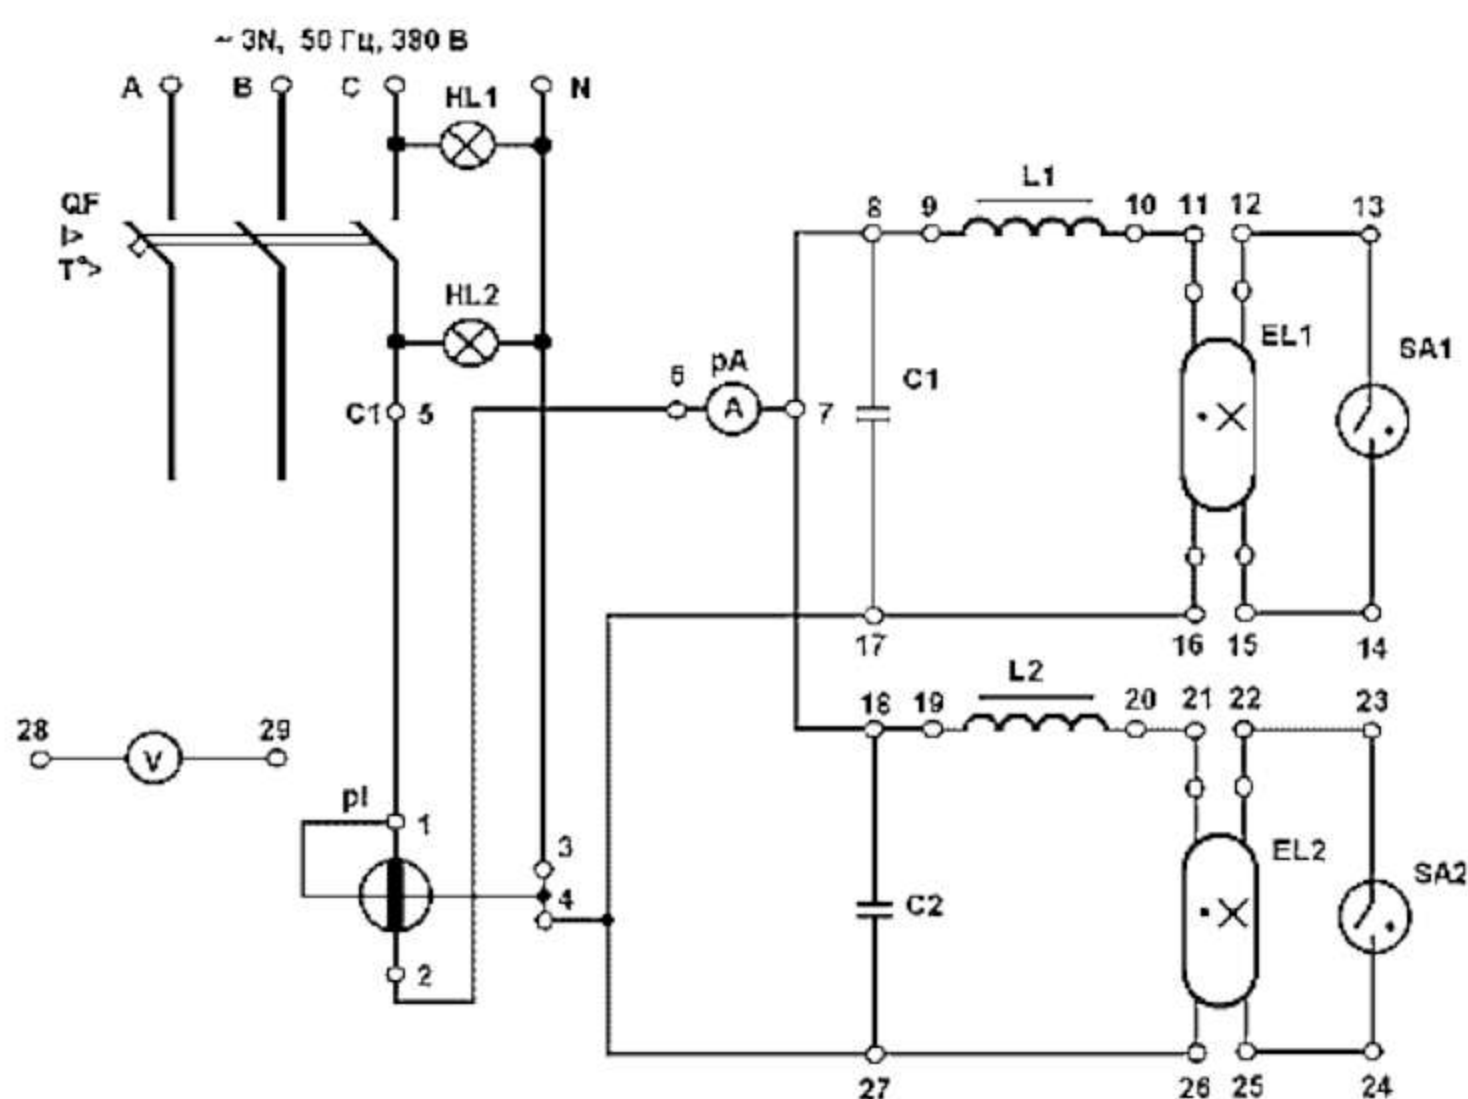 ~ 3N, 50 Гц, 380 В
A B C N
HL1
QF
I>
T°>
HL2
C1 5
6
pA
A
7
8 9 L1 10 11 12 13
C1
EL1
SA1
17 16 15 14
18 19 L2 20 21 22 23
C2
EL2
SA2
27 26 25 24
28 V 29
pI
1
2
3
4